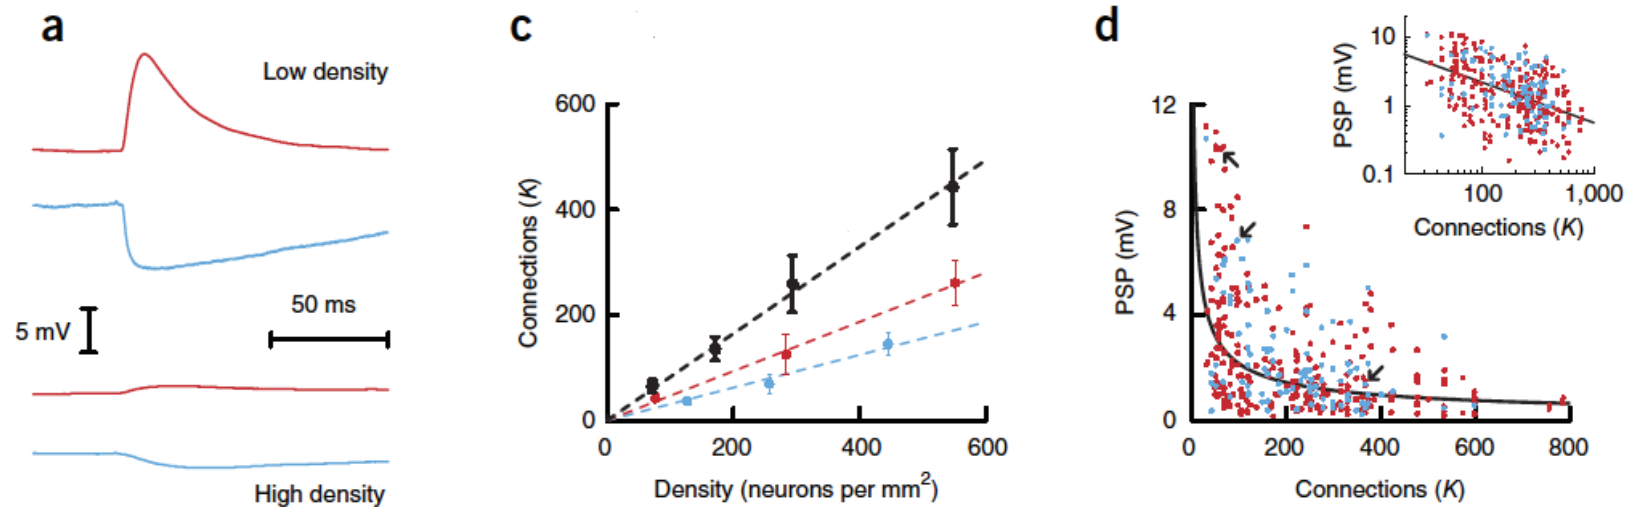 a
Low density
50 ms
5 mV
High density
c
600
400
200
0
Connections (K)
0 200 400 600
Density (neurons per mm2)
d
12
8
4
0
PSP (mV)
0 200 400 600 800
Connections (K)
10
1
0.1
PSP (mV)
100 1,000
Connections (K)